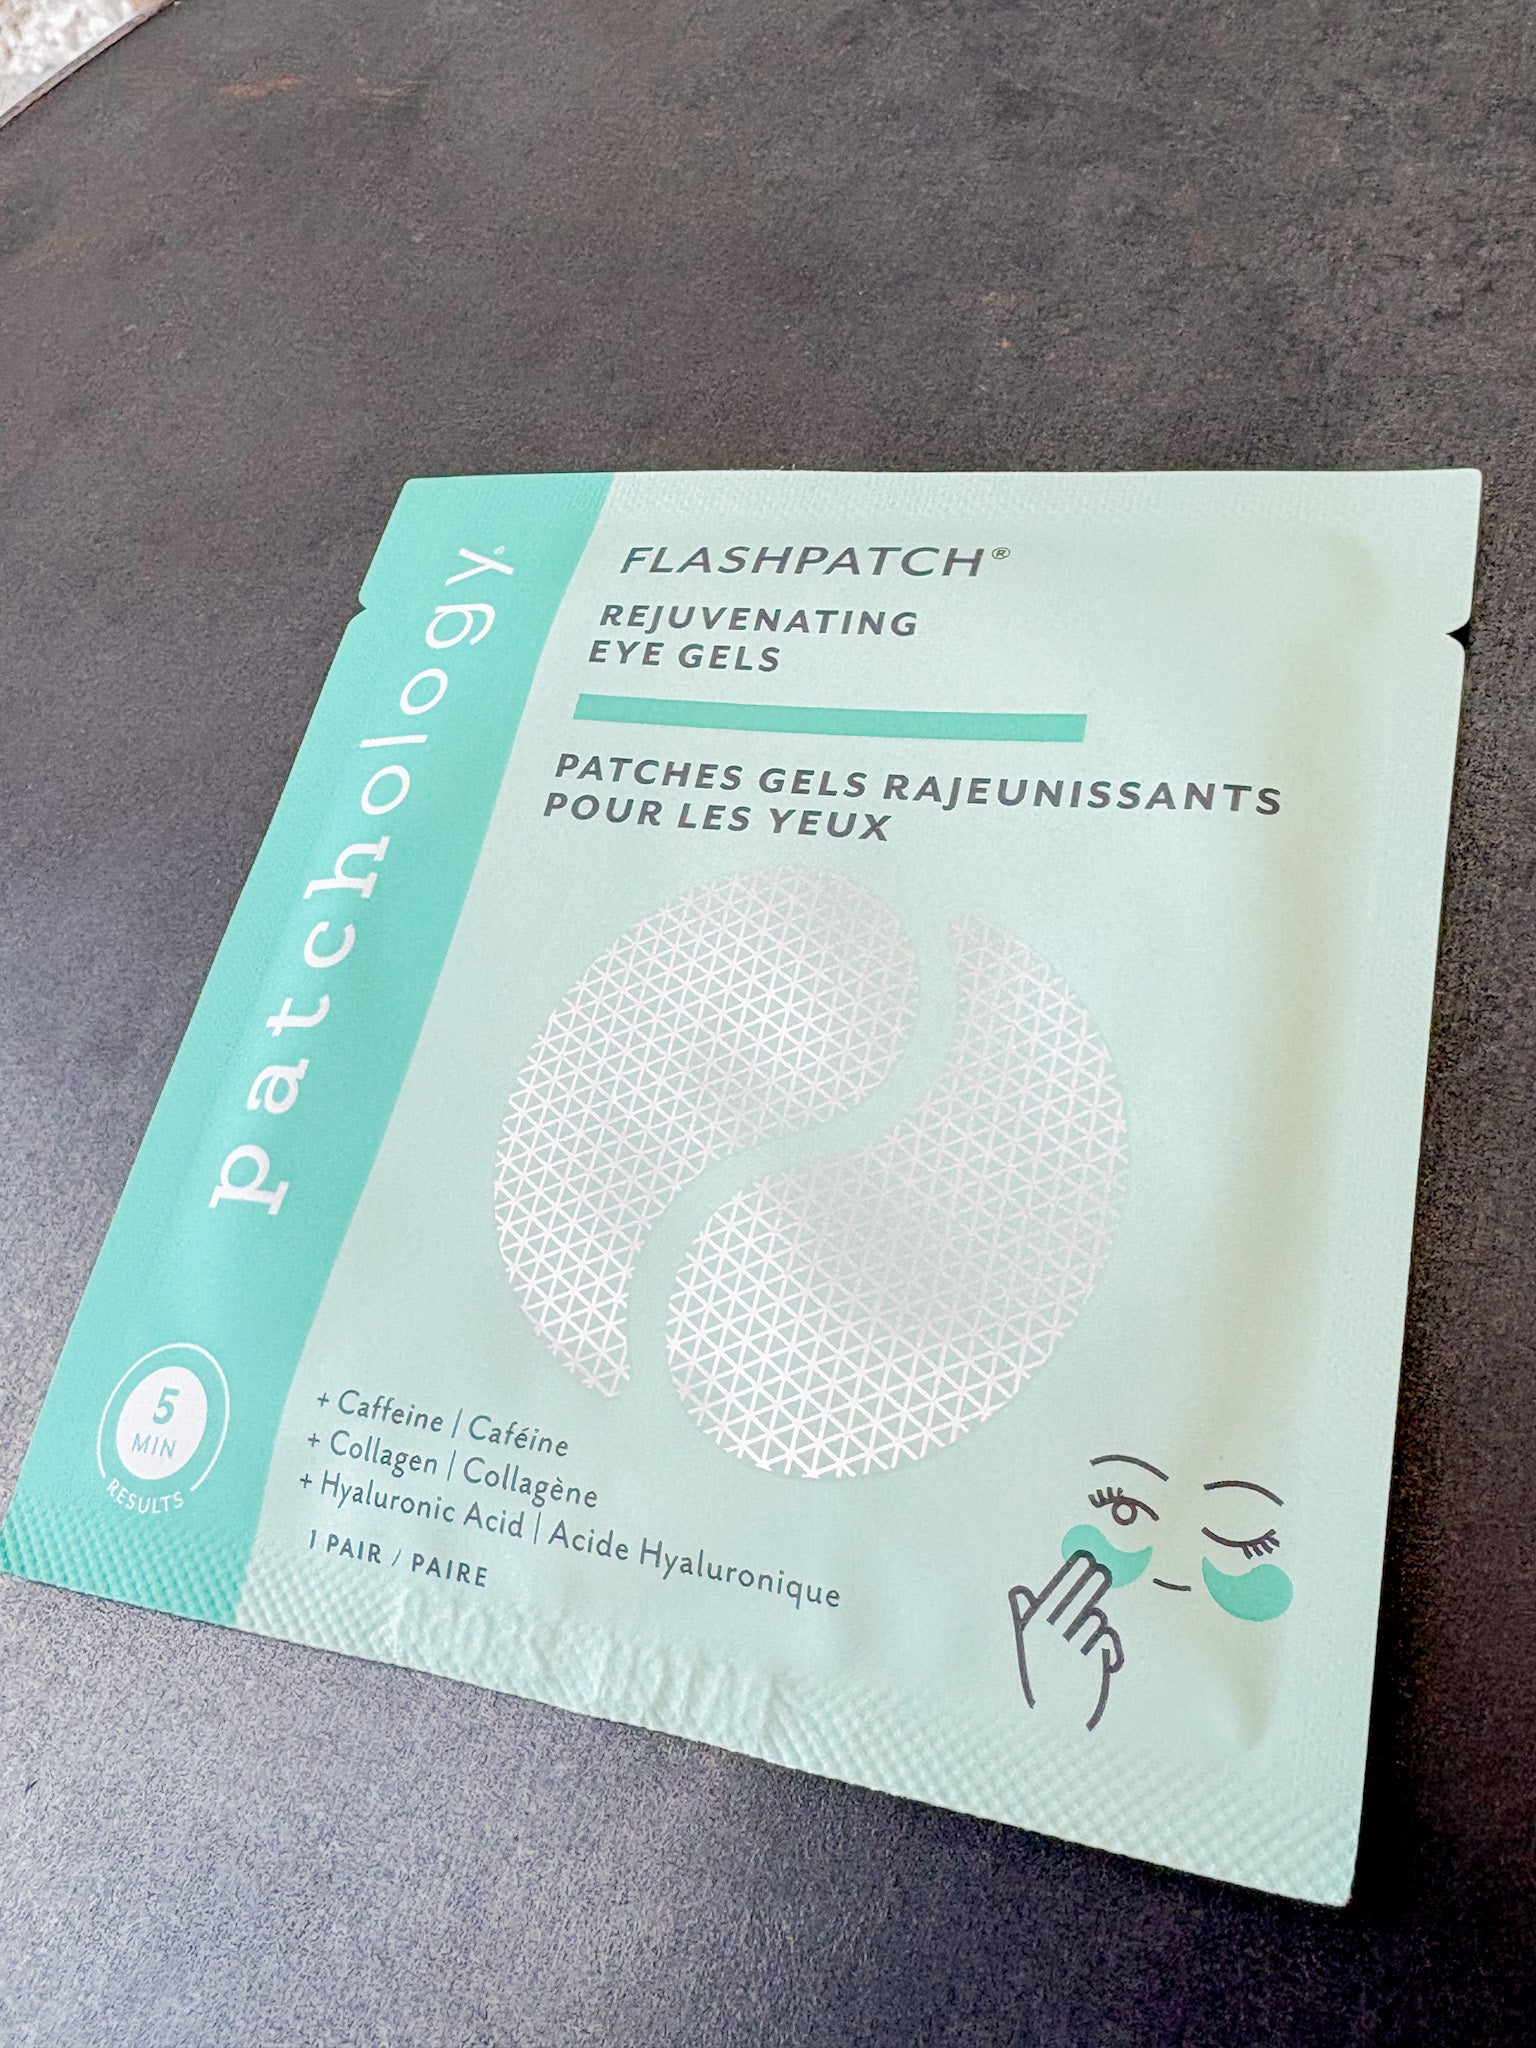 patchology.
FLASHPATCH®
REJUVENATING
EYE GELS
PATCHES GELS RAJEUNISSANTS
POUR LES YEUX
5
MIN
RESULTS
+ Caffeine | Caféine
+ Collagen | Collagène
+ Hyaluronic Acid | Acide Hyaluronique
1 PAIR / PAIRE